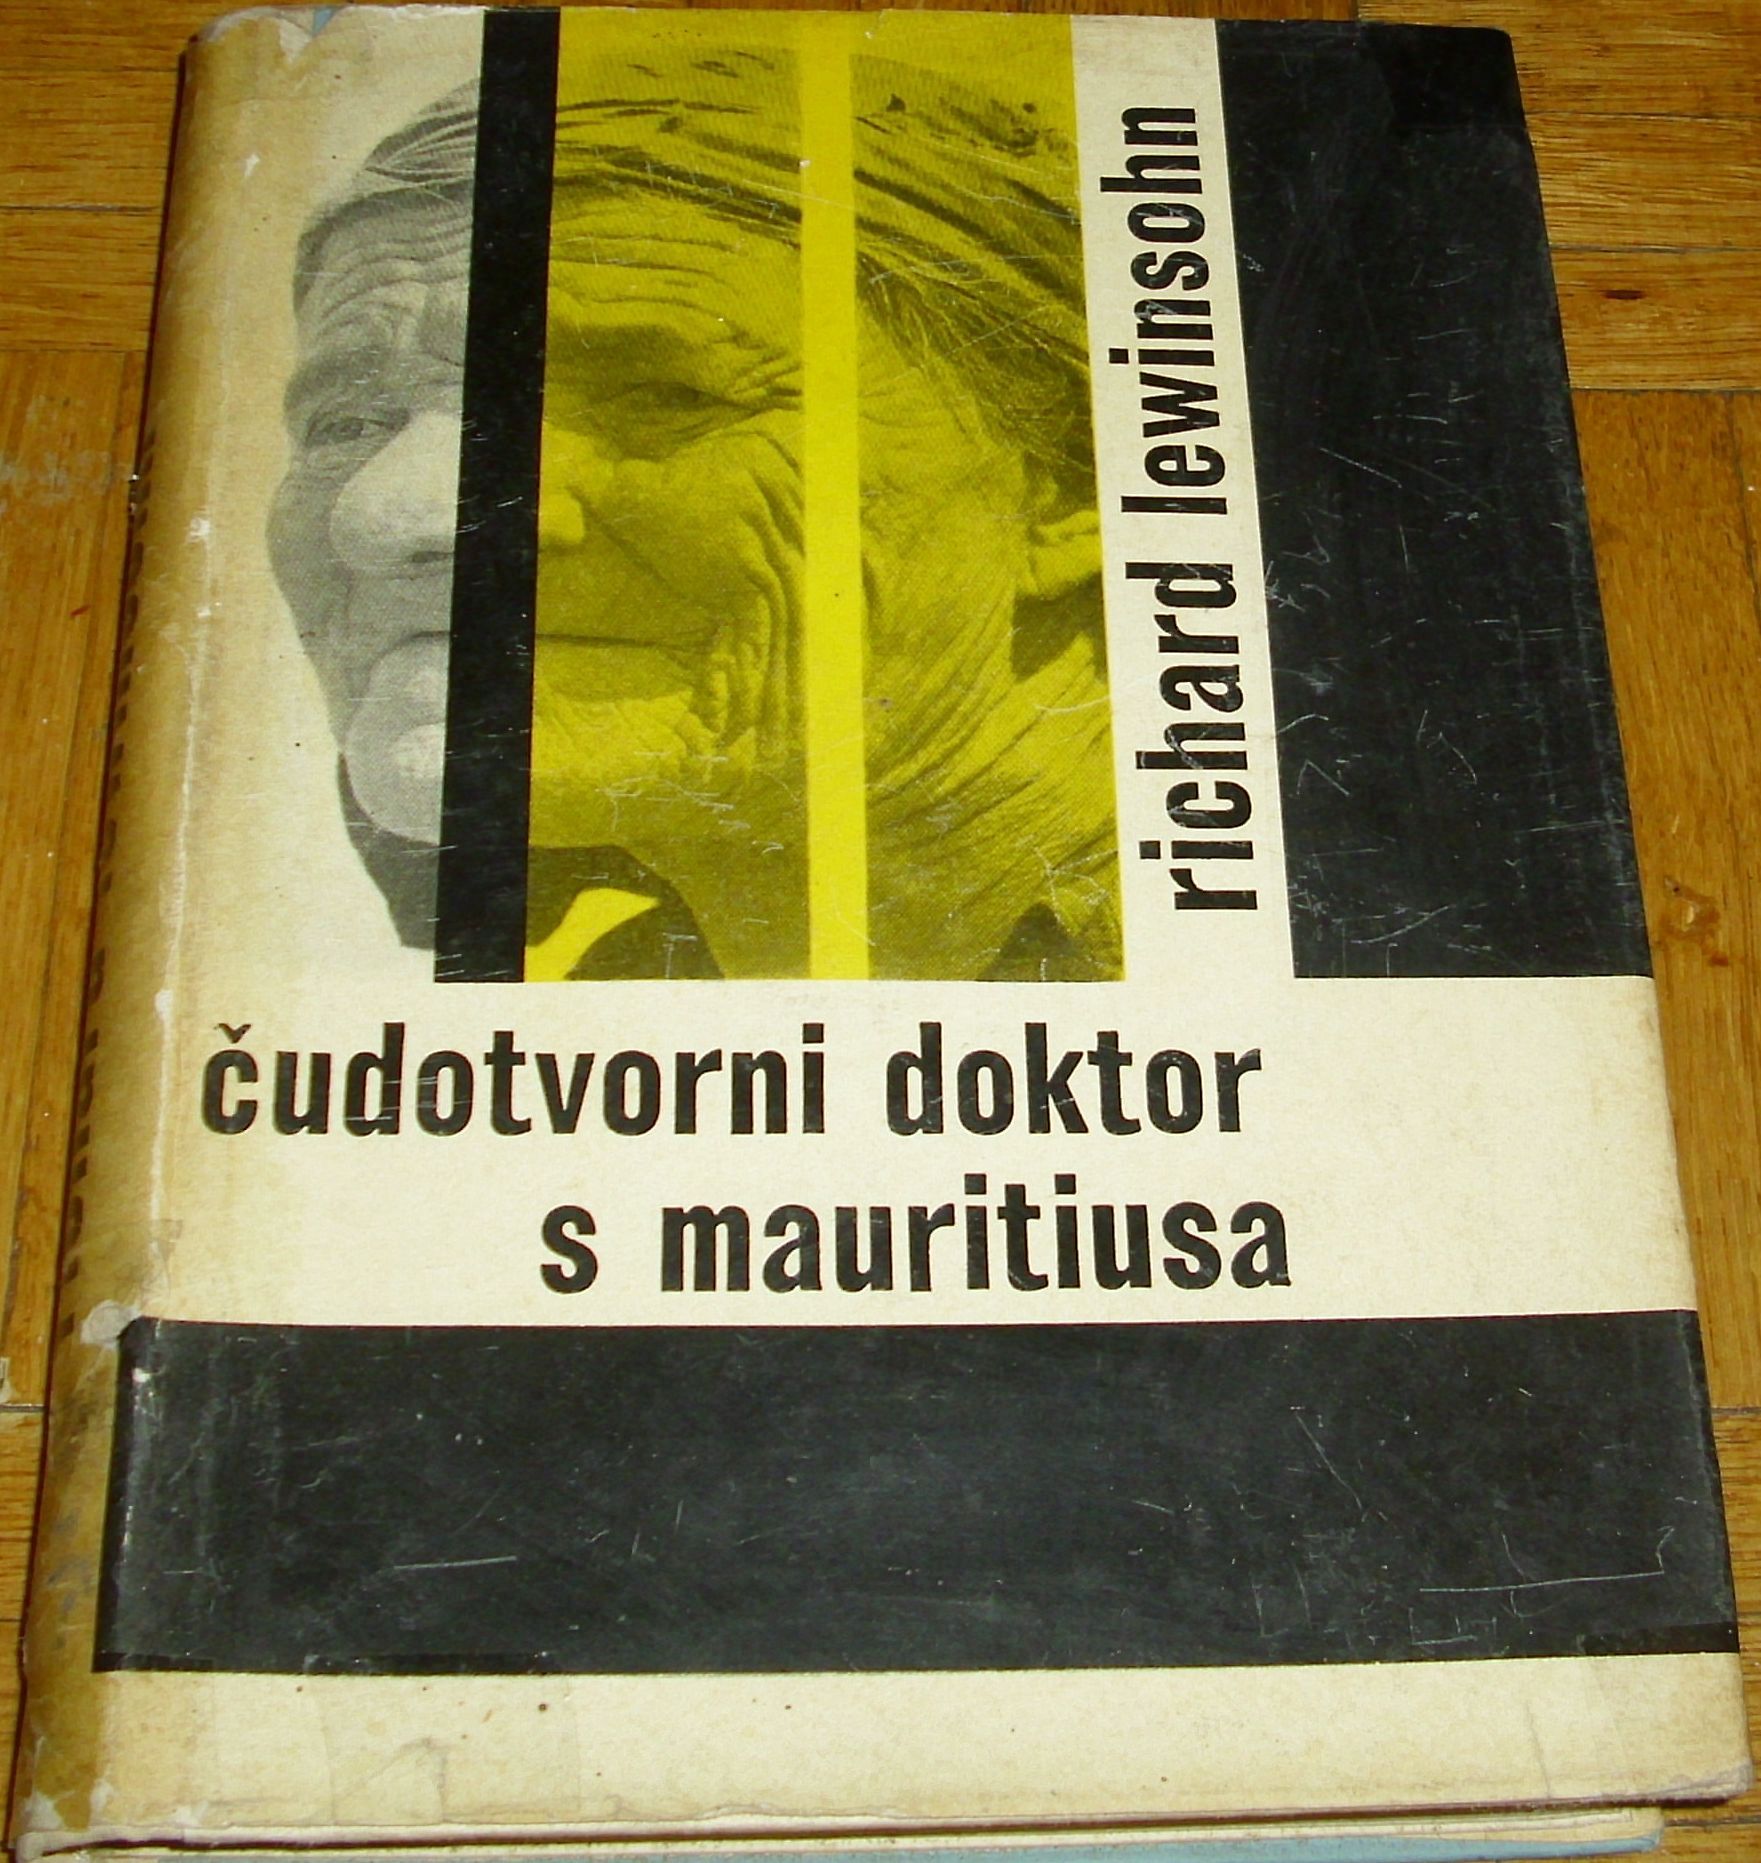 richard lewinsohn
čudotvorni doktor
s mauritiusa